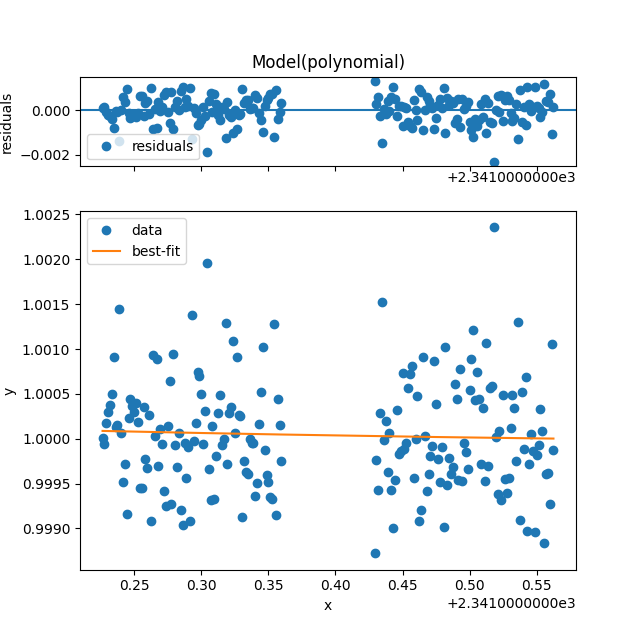 Model(polynomial)
residuals
0.000
−0.002
residuals
+2.3410000000e3
y
1.0025
1.0020
1.0015
1.0010
1.0005
1.0000
0.9995
0.9990
data
best-fit
0.25 0.30 0.35 0.40 0.45 0.50 0.55
x
+2.3410000000e3